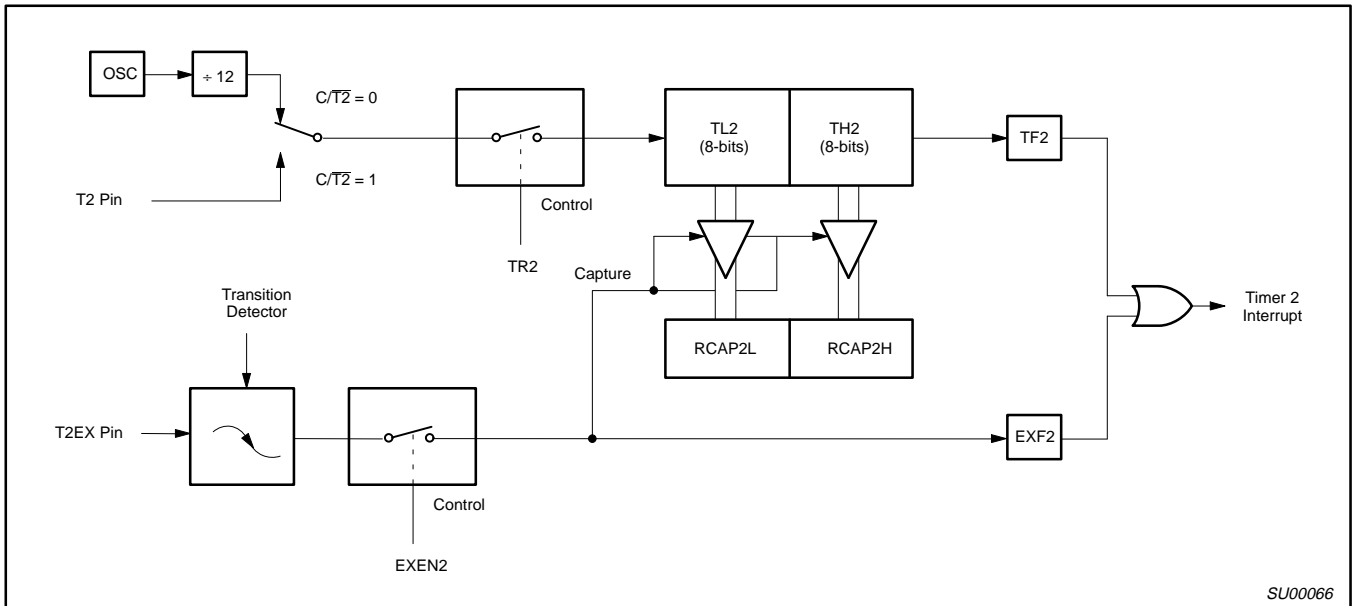 OSC
÷ 12
C/T2 = 0
C/T2 = 1
T2 Pin
Control
TR2
TL2
(8-bits)
TH2
(8-bits)
TF2
Capture
RCAP2L
RCAP2H
Timer 2
Interrupt
Transition
Detector
T2EX Pin
Control
EXEN2
EXF2
SU00066